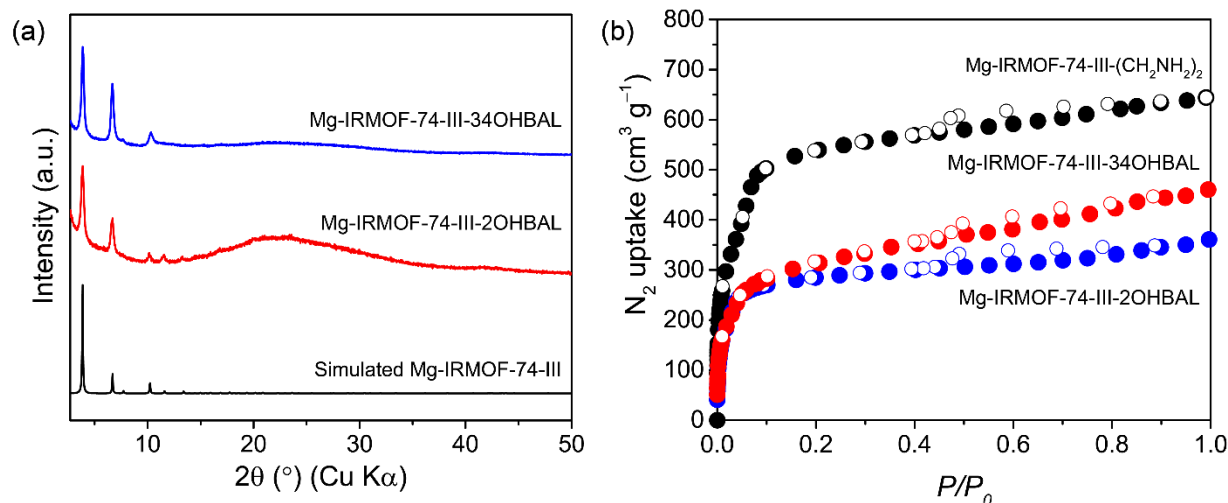 (a)
Intensity (a.u.)
Mg-IRMOF-74-III-34OHBAL
Mg-IRMOF-74-III-2OHBAL
Simulated Mg-IRMOF-74-III
10 20 30 40 50
2θ (°) (Cu Kα)
(b)
N₂ uptake (cm³ g⁻¹)
800
700
600
500
400
300
200
100
0
Mg-IRMOF-74-III-(CH₂NH₂)₂
Mg-IRMOF-74-III-34OHBAL
Mg-IRMOF-74-III-2OHBAL
0.0 0.2 0.4 0.6 0.8 1.0
P/P₀